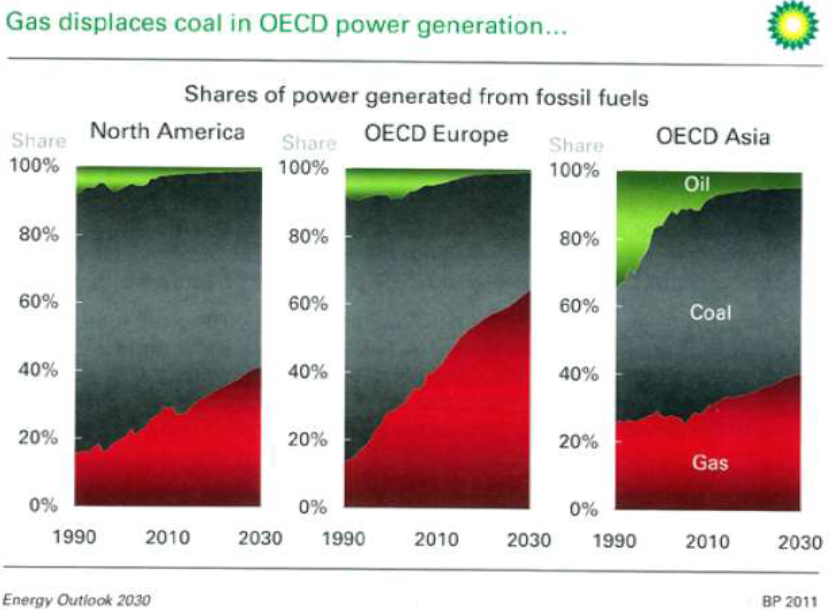 Gas displaces coal in OECD power generation...
Shares of power generated from fossil fuels
North America
Share
100%
80%
60%
40%
20%
0%
1990 2010 2030
OECD Europe
Share
100%
80%
60%
40%
20%
0%
1990 2010 2030
OECD Asia
Share
100%
80%
60%
40%
20%
0%
Oil
Coal
Gas
1990 2010 2030
Energy Outlook 2030
BP 2011